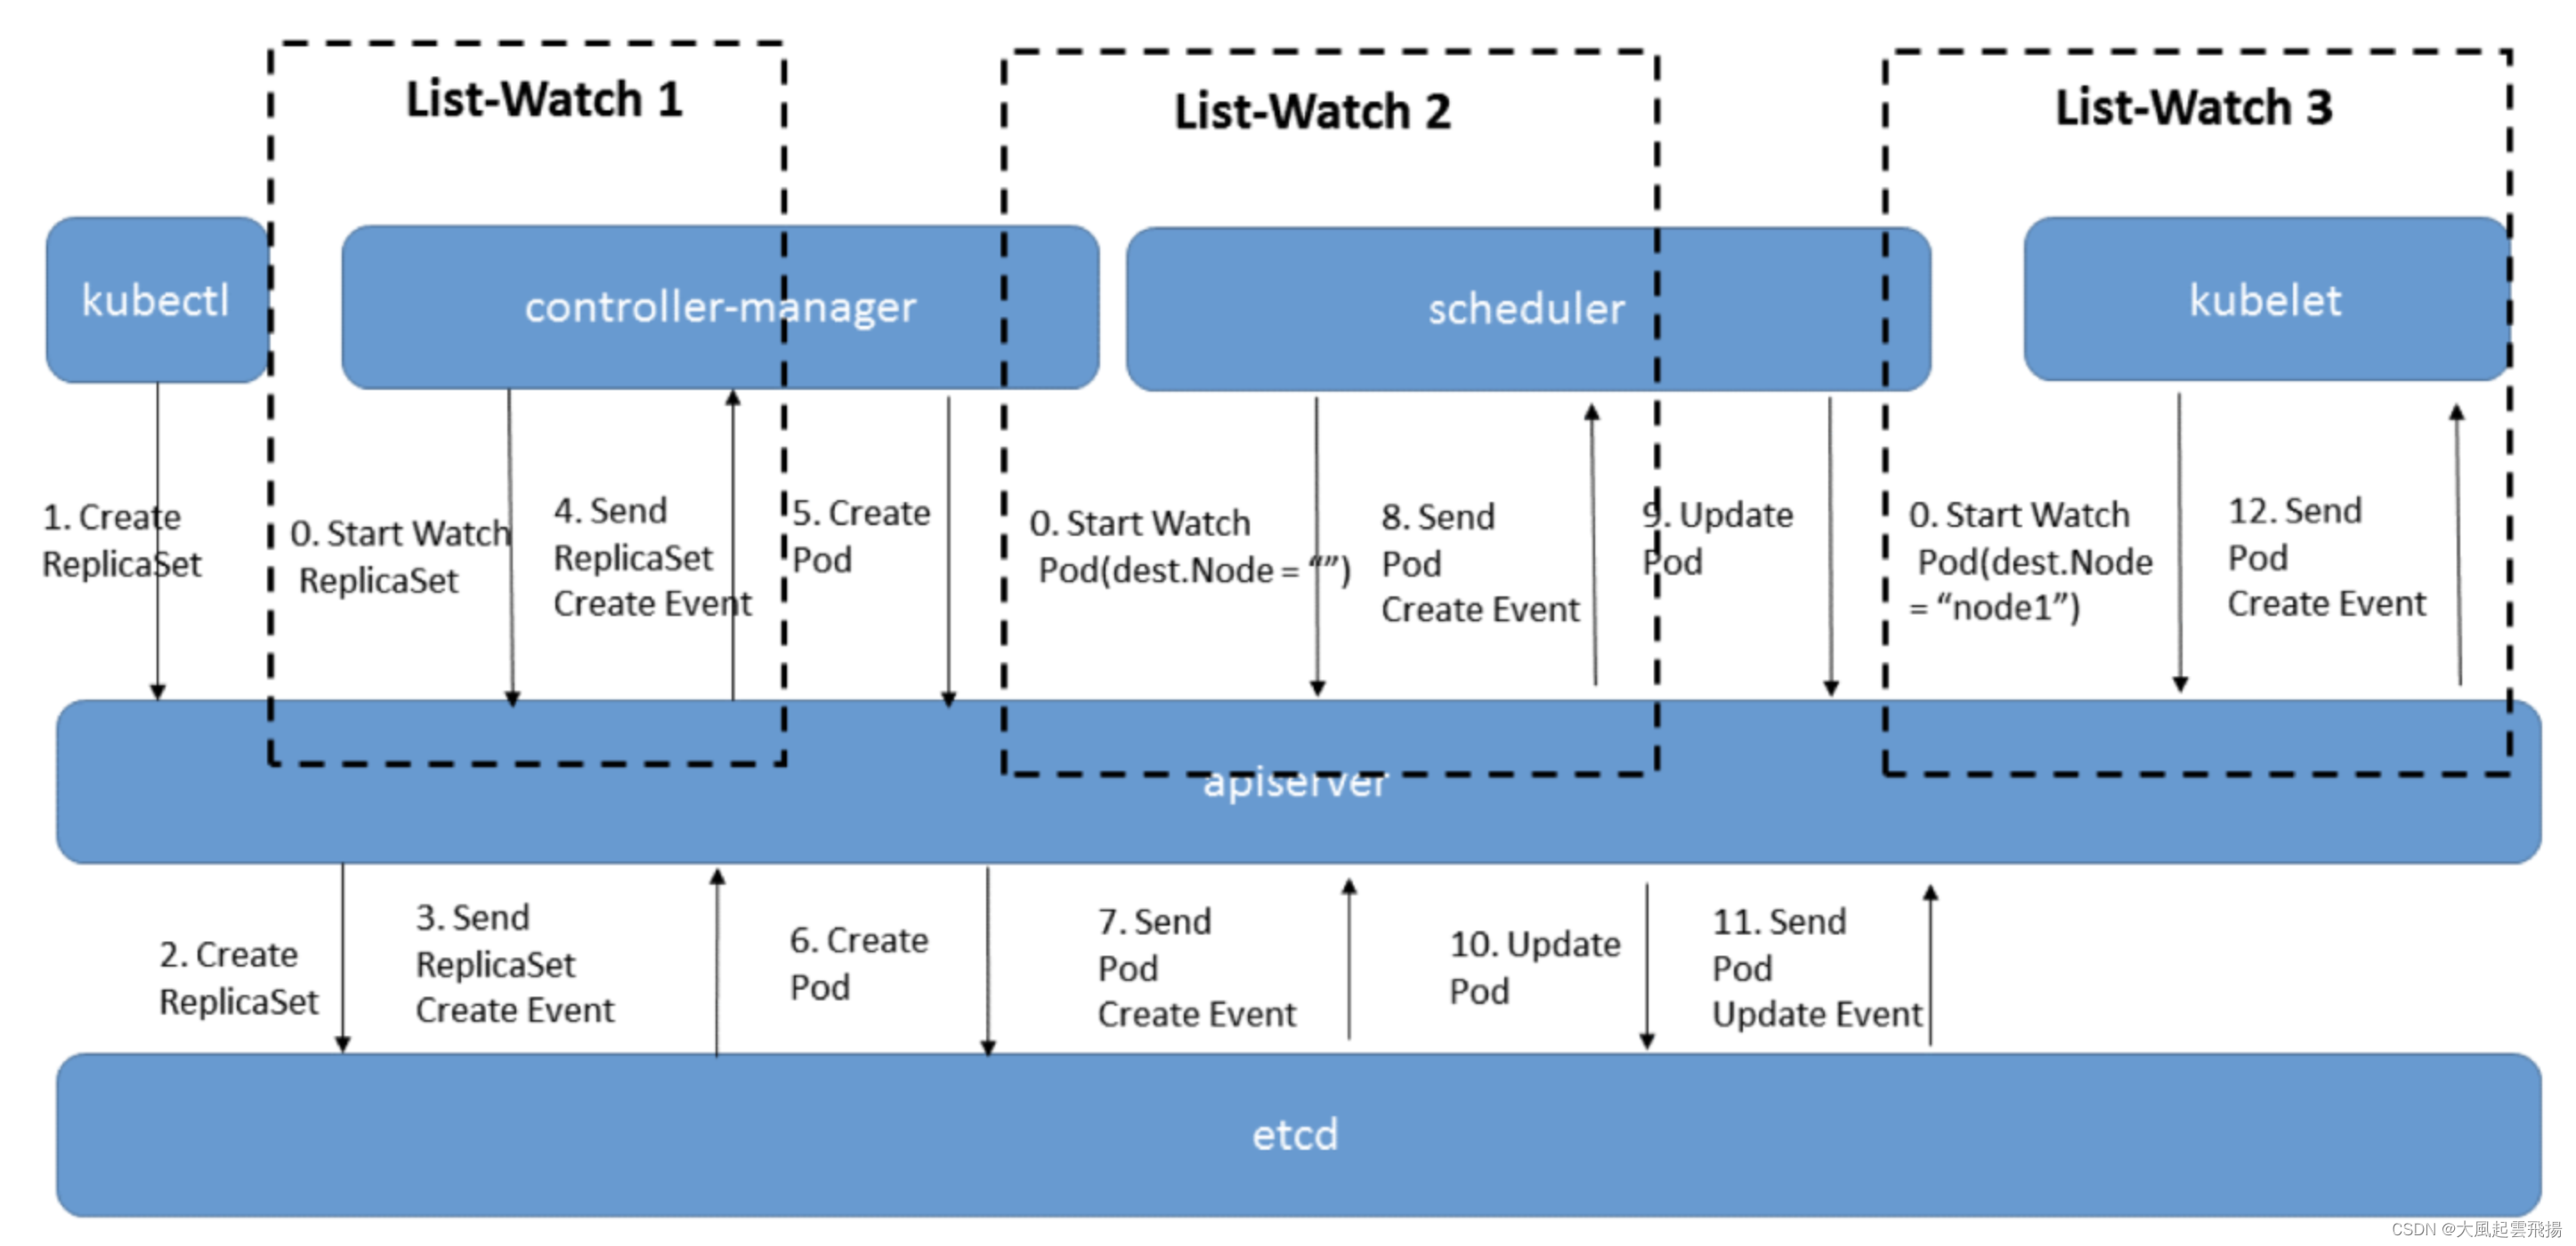 List-Watch 1
List-Watch 2
List-Watch 3
kubectl
controller-manager
scheduler
kubelet
1. Create
ReplicaSet
0. Start Watch
ReplicaSet
4. Send
ReplicaSet
Create Event
5. Create
Pod
0. Start Watch
Pod(dest.Node = “”)
8. Send
Pod
Create Event
9. Update
Pod
0. Start Watch
Pod(dest.Node
= “node1”)
12. Send
Pod
Create Event
apiserver
2. Create
ReplicaSet
3. Send
ReplicaSet
Create Event
6. Create
Pod
7. Send
Pod
Create Event
10. Update
Pod
11. Send
Pod
Update Event
etcd
CSDN @大風起雲飛揚